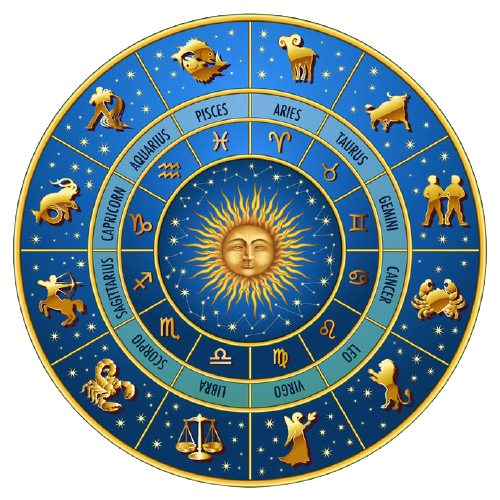 ARIES
TAURUS
GEMINI
CANCER
LEO
VIRGO
LIBRA
SCORPIO
SAGITTARIUS
CAPRICORN
AQUARIUS
PISCES